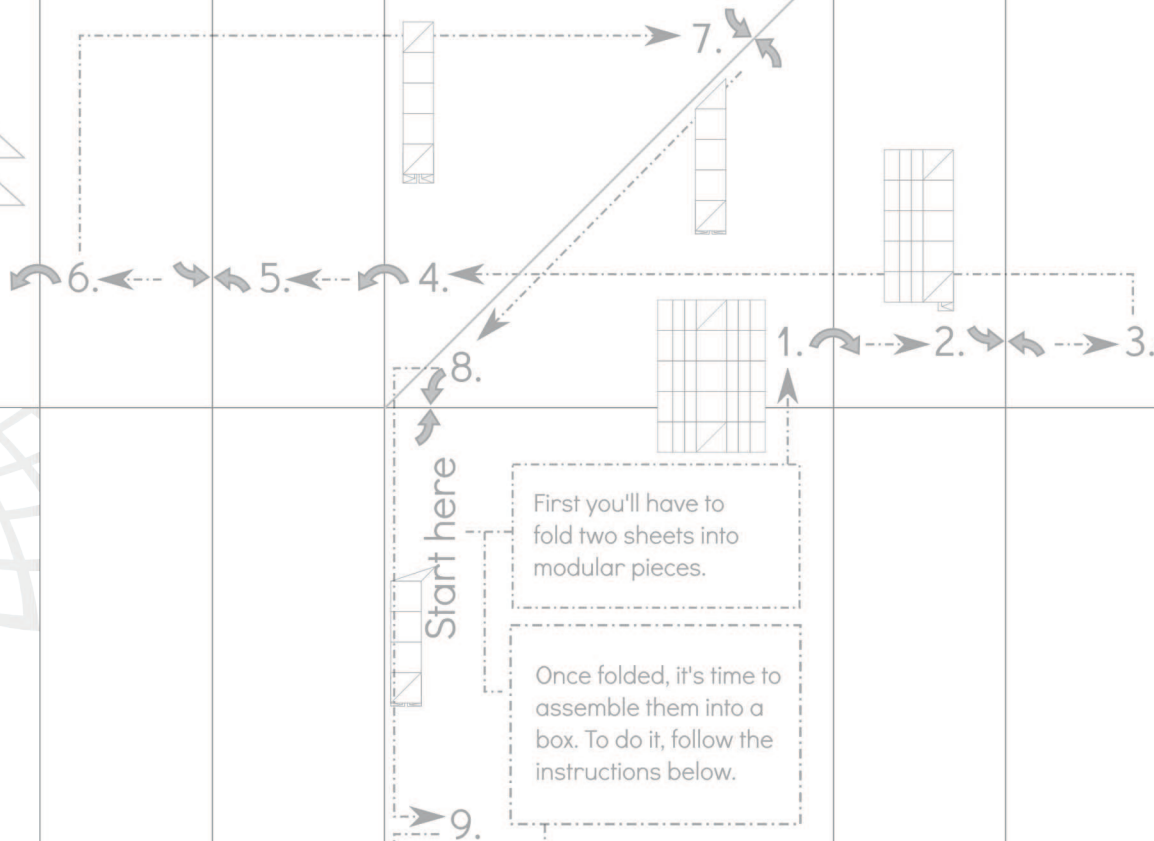 7.
6.
5.
4.
1.
2.
3.
8.
Start here
First you'll have to
fold two sheets into
modular pieces.
Once folded, it's time to
assemble them into a
box. To do it, follow the
instructions below.
9.